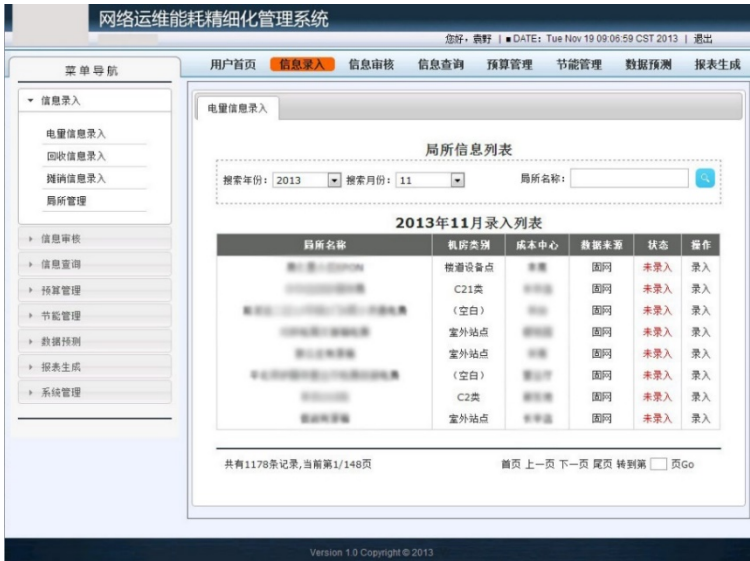 网络运维能耗精细化管理系统
您好，袁野 | ■DATE: Tue Nov 19 09:06:59 CST 2013 | 退出
菜单导航
用户首页 信息录入 信息审核 信息查询 预算管理 节能管理 数据预测 报表生成
信息录入
电量信息录入
回收信息录入
摊销信息录入
局所管理
信息审核
信息查询
预算管理
节能管理
数据预测
报表生成
系统管理
电量信息录入
局所信息列表
搜索年份: 2013 搜索月份: 11 局所名称:
2013年11月录入列表
局所名称 机房类别 成本中心 数据来源 状态 操作
楼道设备点 固网 未录入 录入
C21类 固网 未录入 录入
(空白) 固网 未录入 录入
室外站点 固网 未录入 录入
室外站点 固网 未录入 录入
(空白) 固网 未录入 录入
C2类 固网 未录入 录入
室外站点 固网 未录入 录入
共有1178条记录,当前第1/148页 首页 上一页 下一页 尾页 转到第 页Go
Version 1.0 Copyright © 2013